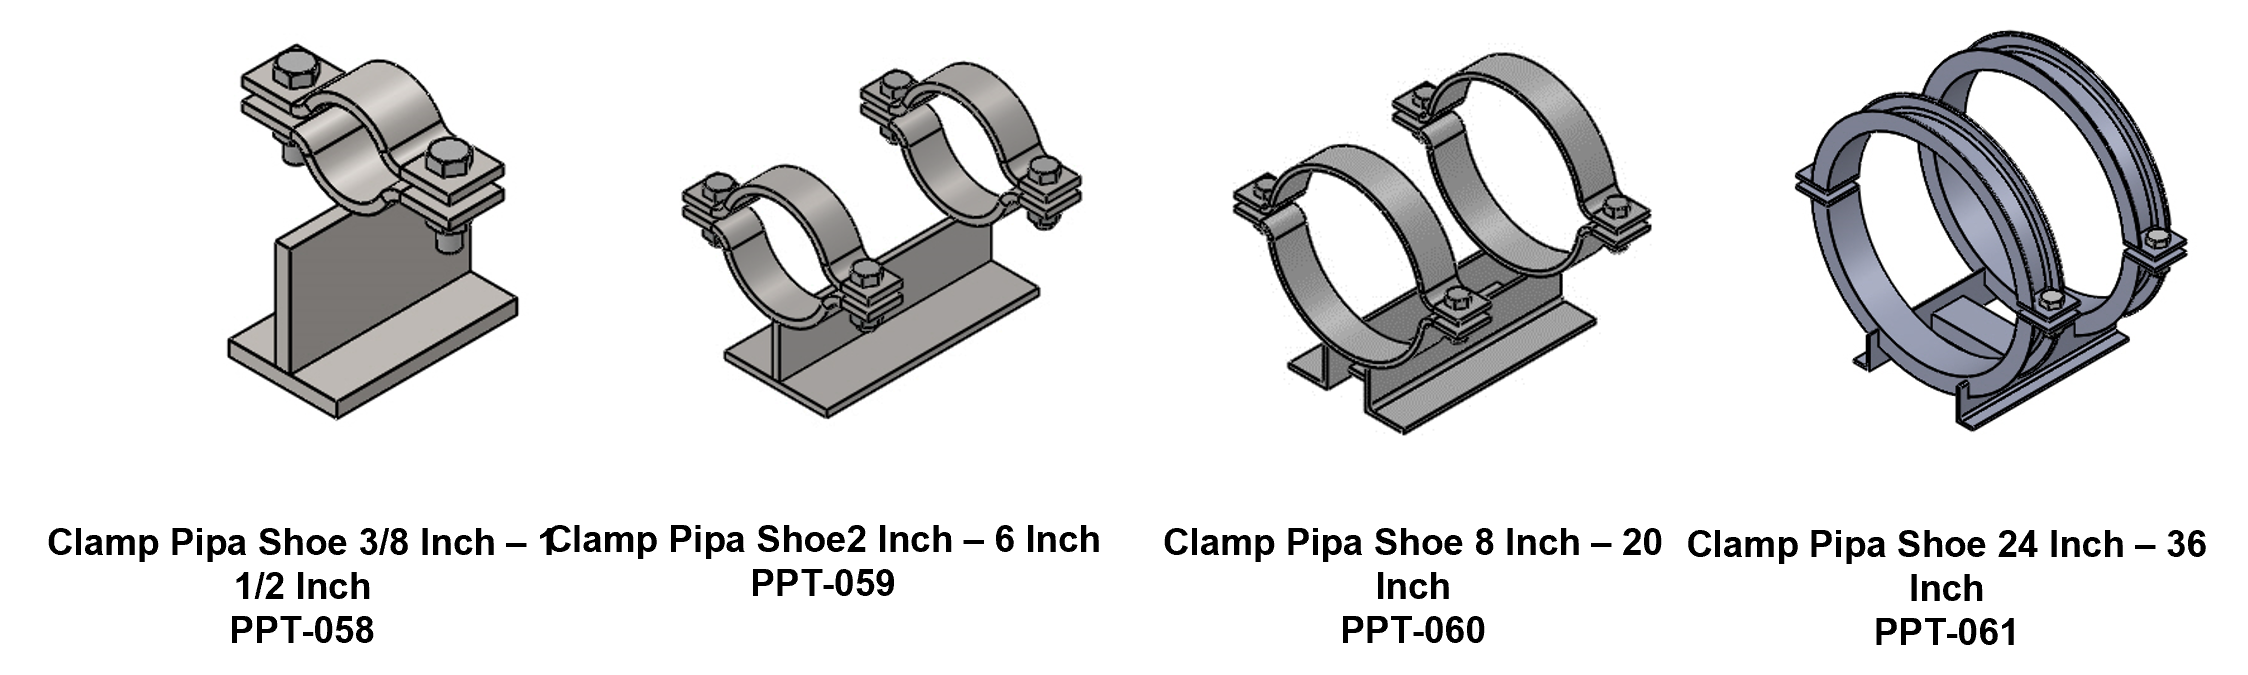 Clamp Pipa Shoe 3/8 Inch – 1
1/2 Inch
PPT-058
Clamp Pipa Shoe2 Inch – 6 Inch
PPT-059
Clamp Pipa Shoe 8 Inch – 20
Inch
PPT-060
Clamp Pipa Shoe 24 Inch – 36
Inch
PPT-061